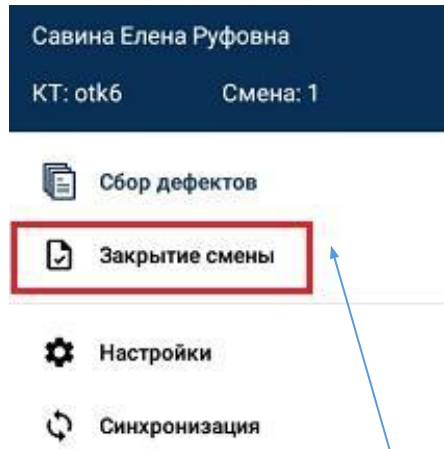 Савина Елена Руфовна
КТ: otk6 Смена: 1
Сбор дефектов
Закрытие смены
Настройки
Синхронизация